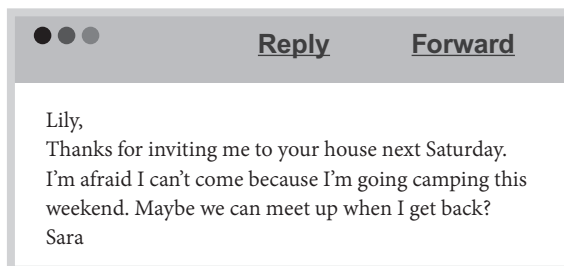 Reply Forward
Lily,
Thanks for inviting me to your house next Saturday.
I’m afraid I can’t come because I’m going camping this
weekend. Maybe we can meet up when I get back?
Sara